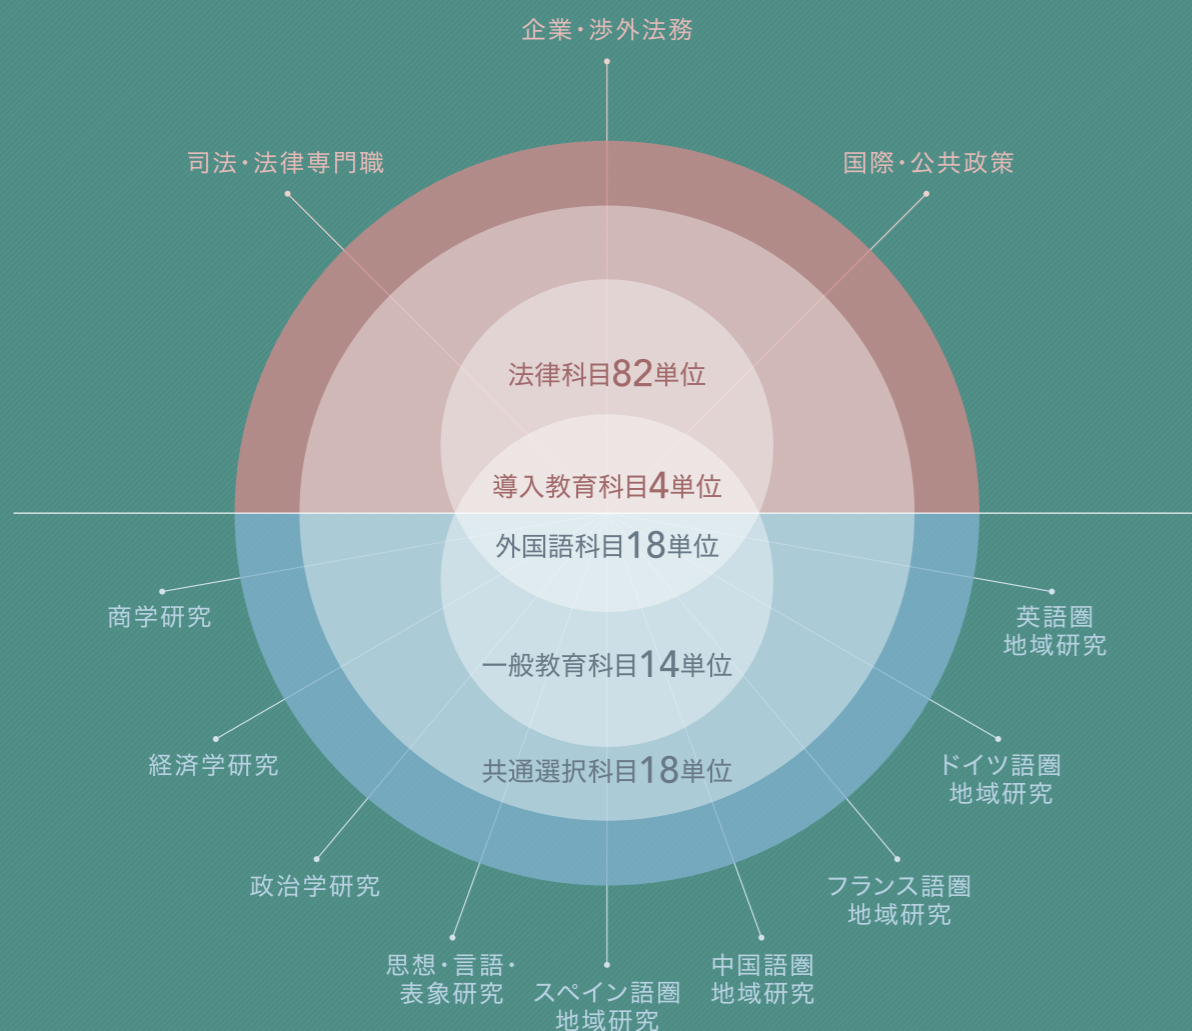 企業・渉外法務
司法・法律専門職
国際・公共政策
法律科目82単位
導入教育科目4単位
外国語科目18単位
商学研究
英語圏
地域研究
一般教育科目14単位
経済学研究
ドイツ語圏
地域研究
共通選択科目18単位
政治学研究
フランス語圏
地域研究
思想・言語・
表象研究
スペイン語圏
地域研究
中国語圏
地域研究